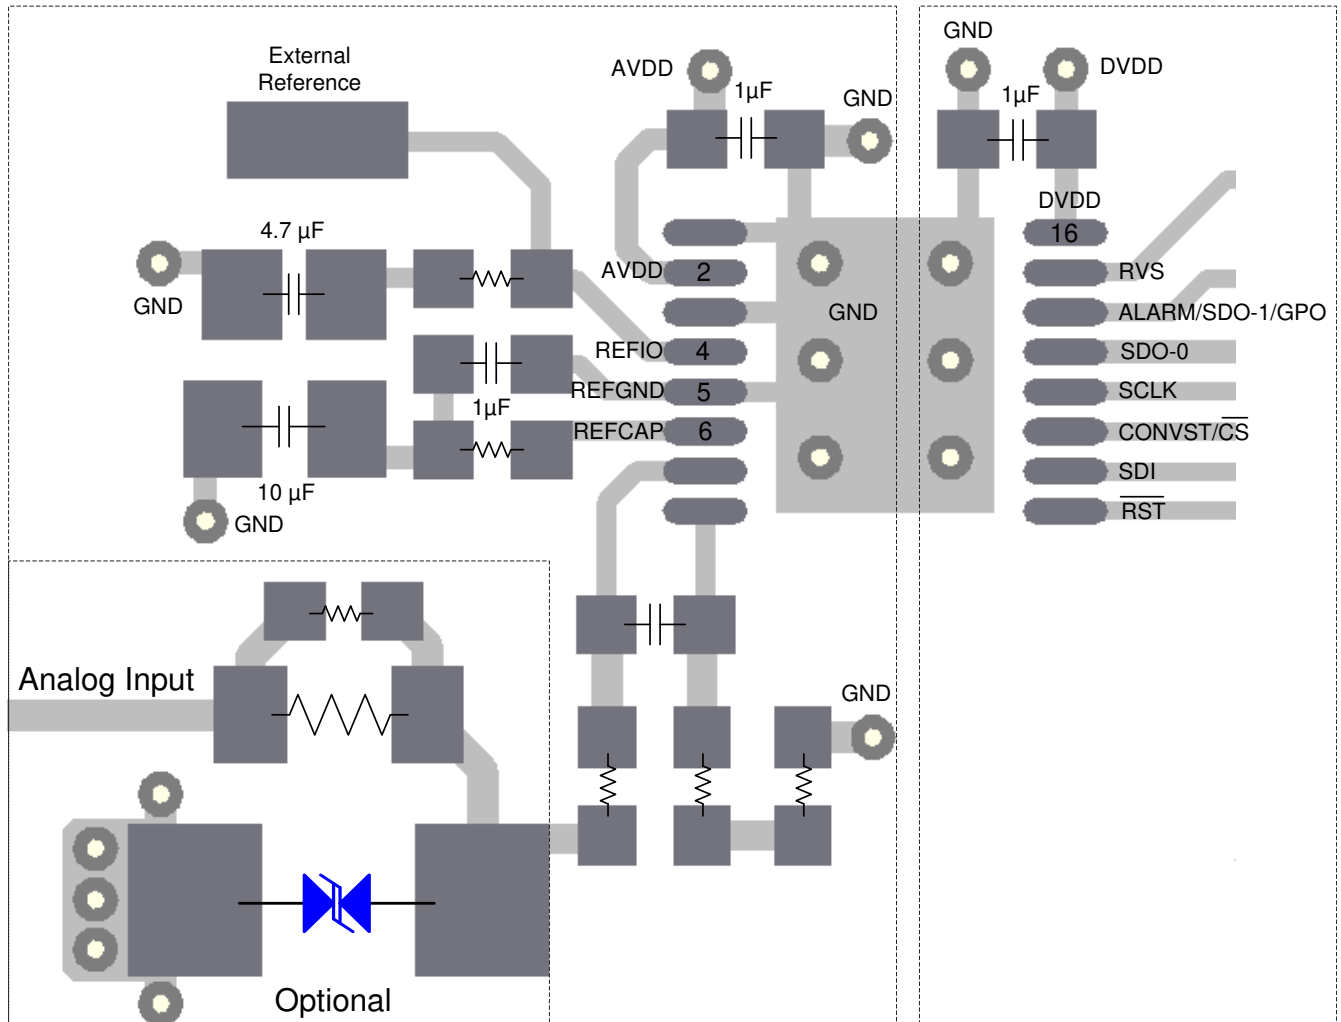 External
Reference
AVDD
1µF
GND
GND
1µF
DVDD
4.7 µF
GND
AVDD
2
GND
REFIO
4
REFGND
5
1µF
REFCAP
6
10 µF
GND
DVDD
16
RVS
ALARM/SDO-1/GPO
SDO-0
SCLK
CONVST/C̅S̅
SDI
R̅S̅T̅
Analog Input
GND
Optional